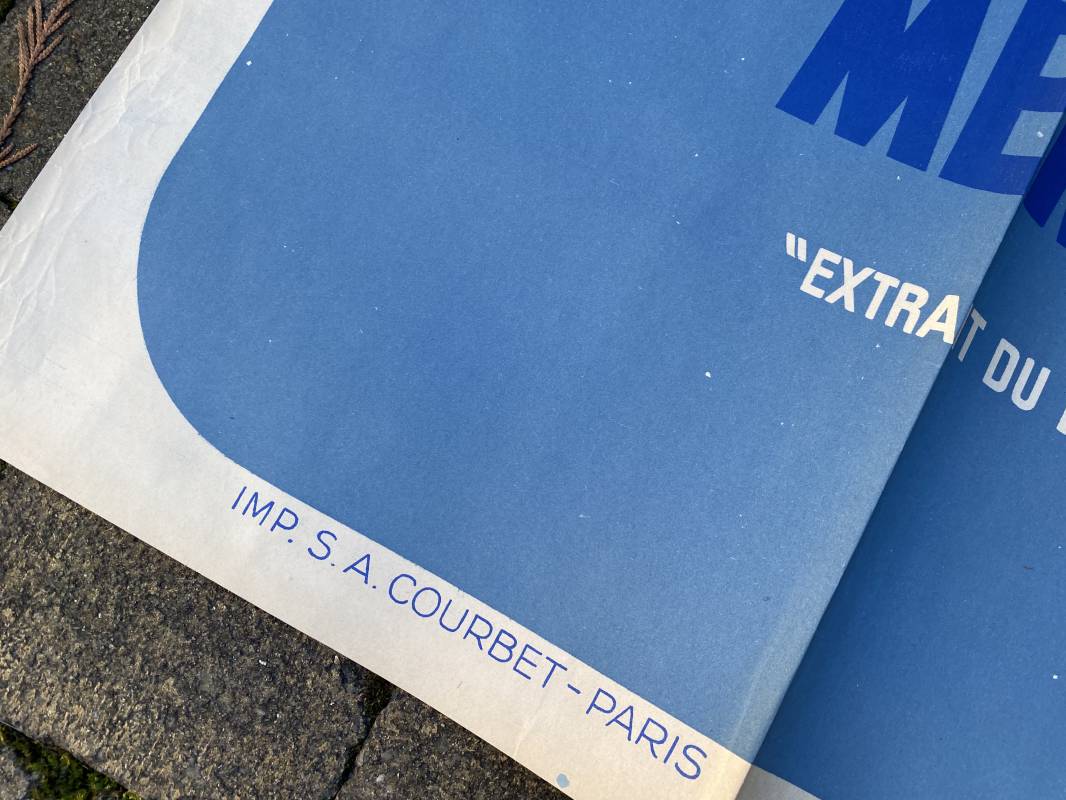 "EXTRAIT DU
IMP. S. A. COURBET - PARIS